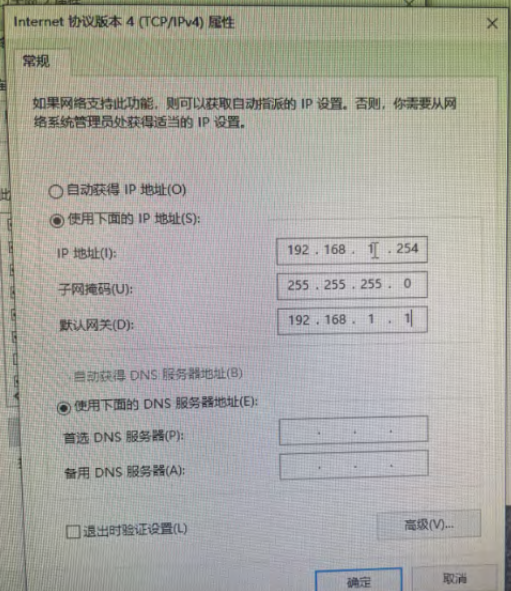 Internet 协议版本 4 (TCP/IPv4) 属性
常规
如果网络支持此功能，则可以获取自动指派的 IP 设置。否则，你需要从网
络系统管理员处获得适当的 IP 设置。
自动获得 IP 地址(O)
使用下面的 IP 地址(S):
IP 地址(I):
192 . 168 . 1 . 254
子网掩码(U):
255 . 255 . 255 . 0
默认网关(D):
192 . 168 . 1 . 1
自动获得 DNS 服务器地址(B)
使用下面的 DNS 服务器地址(E):
首选 DNS 服务器(P):
. . .
备用 DNS 服务器(A):
. . .
退出时验证设置(L)
高级(V)...
确定
取消